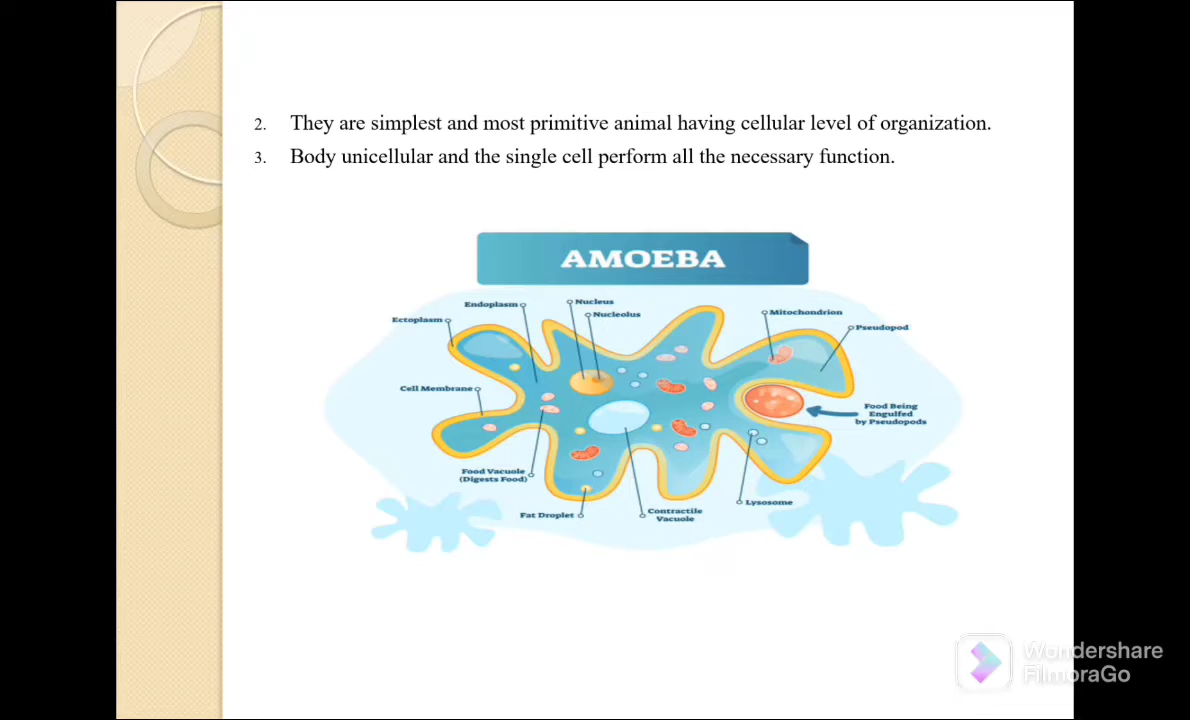 2. They are simplest and most primitive animal having cellular level of organization.
3. Body unicellular and the single cell perform all the necessary function.
AMOEBA
Endoplasm
Nucleus
Nucleolus
Ectoplasm
Mitochondrion
Pseudopod
Cell Membrane
Food Being
Engulfed
by Pseudopods
Food Vacuole
(Digests Food)
Fat Droplet
Contractile
Vacuole
Lysosome
Wondershare
FilmoraGo